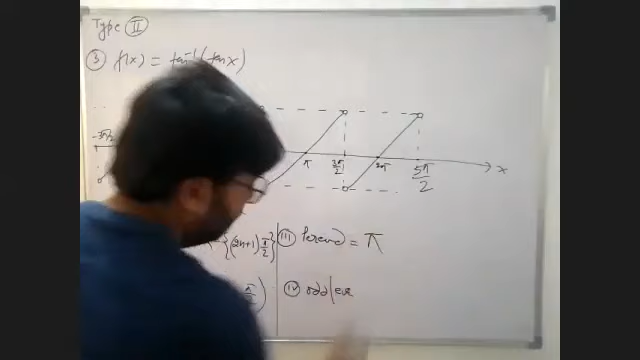 Type II
③ f(x) = tan⁻¹(tan x)
-3π/2 π 3π/2 2π 5π/2 x
{(2n+1) π/2} (iii) Period = π
π/2) (iv) odd|eve